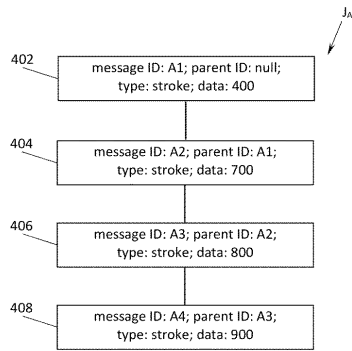 J_A
402
message ID: A1; parent ID: null;
type: stroke; data: 400
404
message ID: A2; parent ID: A1;
type: stroke; data: 700
406
message ID: A3; parent ID: A2;
type: stroke; data: 800
408
message ID: A4; parent ID: A3;
type: stroke; data: 900